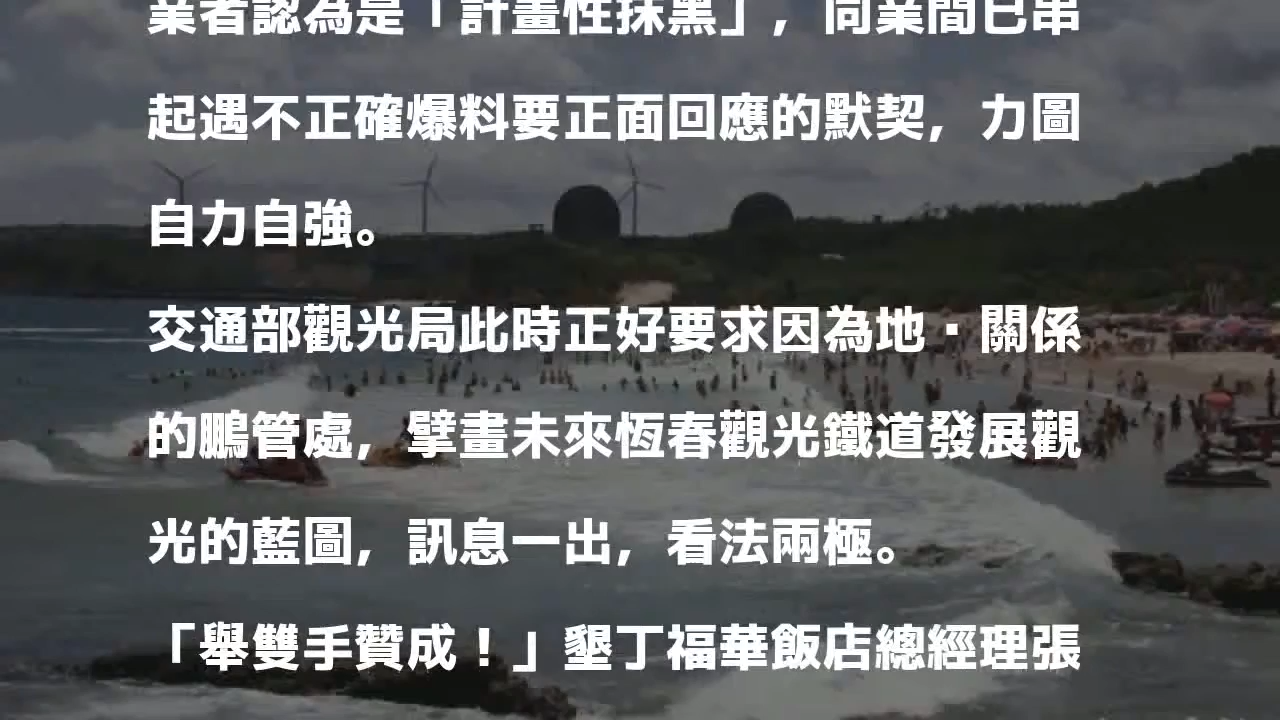 業者認為是「計畫性抹黑」，同業間已串
起遇不正確爆料要正面回應的默契，力圖
自力自強。
交通部觀光局此時正好要求因為地▪關係
的鵬管處，擘畫未來恆春觀光鐵道發展觀
光的藍圖，訊息一出，看法兩極。
「舉雙手贊成！」墾丁福華飯店總經理張